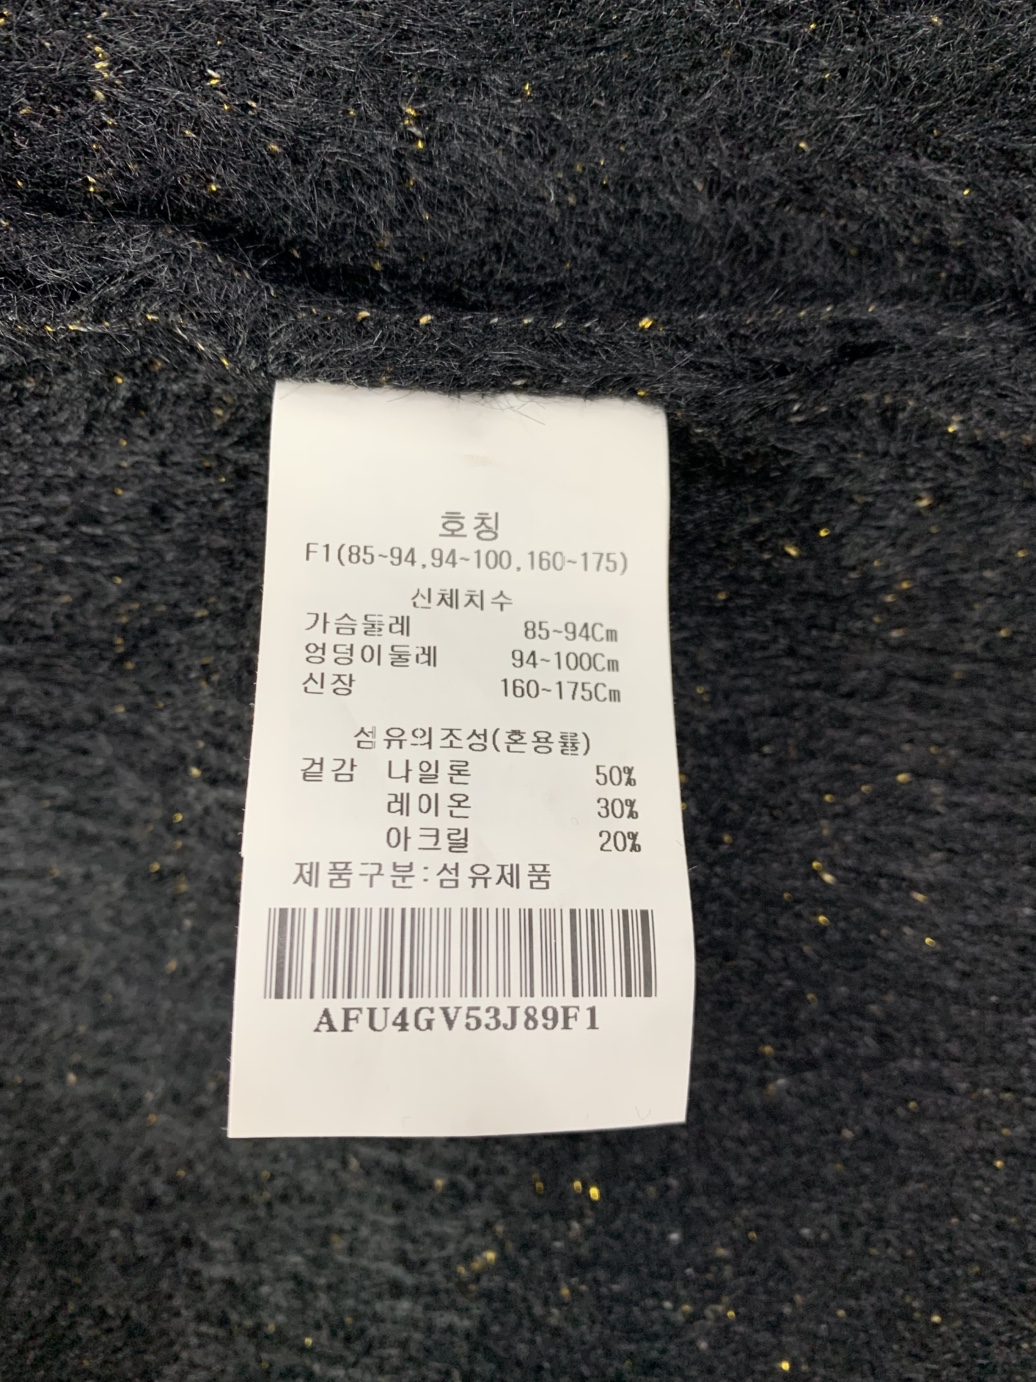 호칭
F1(85~94,94~100,160~175)
신체치수
가슴둘레 85~94Cm
엉덩이둘레 94~100Cm
신장 160~175Cm
섬유의조성(혼용률)
겉감 나일론 50%
레이온 30%
아크릴 20%
제품구분:섬유제품
AFU4GV53J89F1